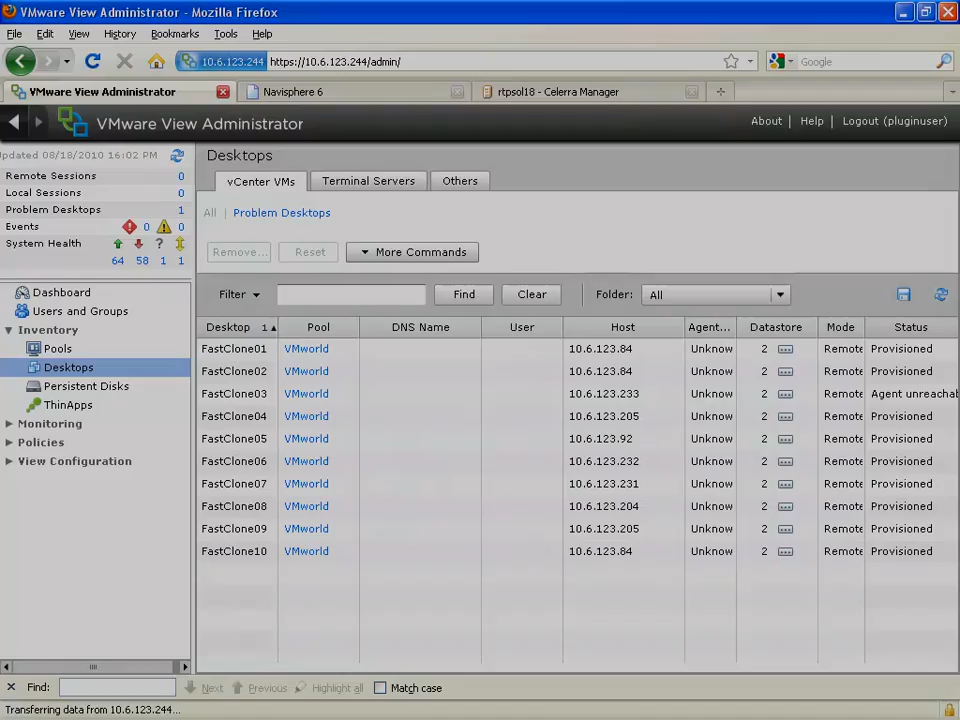 VMware View Administrator - Mozilla Firefox
File Edit View History Bookmarks Tools Help
10.6.123.244 https://10.6.123.244/admin/ Google
VMware View Administrator Navisphere 6 rtpsol18 - Celerra Manager
VMware View Administrator About Help Logout (pluginuser)
Updated 08/18/2010 16:02 PM
Remote Sessions 0
Local Sessions 0
Problem Desktops 1
Events 0 0
System Health
64 58 1 1
Dashboard
Users and Groups
Inventory
Pools
Desktops
Persistent Disks
ThinApps
Monitoring
Policies
View Configuration
Desktops
vCenter VMs Terminal Servers Others
All | Problem Desktops
Remove... Reset More Commands
Filter Find Clear Folder: All
Desktop 1 Pool DNS Name User Host Agent... Datastore Mode Status
FastClone01 VMworld 10.6.123.84 Unknow 2 Remote Provisioned
FastClone02 VMworld 10.6.123.84 Unknow 2 Remote Provisioned
FastClone03 VMworld 10.6.123.233 Unknow 2 Remote Agent unreachab
FastClone04 VMworld 10.6.123.205 Unknow 2 Remote Provisioned
FastClone05 VMworld 10.6.123.92 Unknow 2 Remote Provisioned
FastClone06 VMworld 10.6.123.232 Unknow 2 Remote Provisioned
FastClone07 VMworld 10.6.123.231 Unknow 2 Remote Provisioned
FastClone08 VMworld 10.6.123.204 Unknow 2 Remote Provisioned
FastClone09 VMworld 10.6.123.205 Unknow 2 Remote Provisioned
FastClone10 VMworld 10.6.123.84 Unknow 2 Remote Provisioned
Find: Next Previous Highlight all Match case
Transferring data from 10.6.123.244...